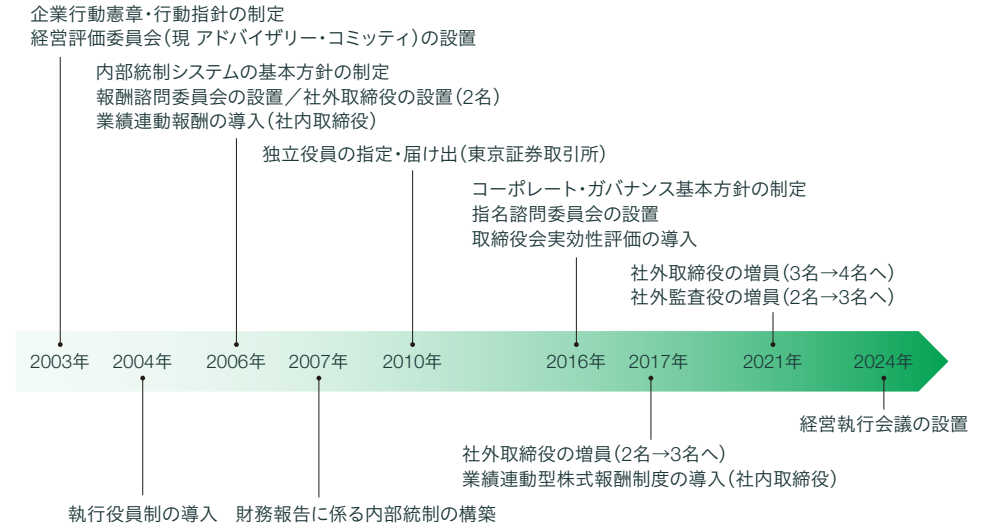 企業行動憲章・行動指針の制定
経営評価委員会（現 アドバイザリー・コミッティ）の設置
内部統制システムの基本方針の制定
報酬諮問委員会の設置／社外取締役の設置（2名）
業績連動報酬の導入（社内取締役）
独立役員の指定・届け出（東京証券取引所）
コーポレート・ガバナンス基本方針の制定
指名諮問委員会の設置
取締役会実効性評価の導入
社外取締役の増員（3名→4名へ）
社外監査役の増員（2名→3名へ）
2003年 2004年 2006年 2007年 2010年 2016年 2017年 2021年 2024年
経営執行会議の設置
社外取締役の増員（2名→3名へ）
業績連動型株式報酬制度の導入（社内取締役）
執行役員制の導入 財務報告に係る内部統制の構築